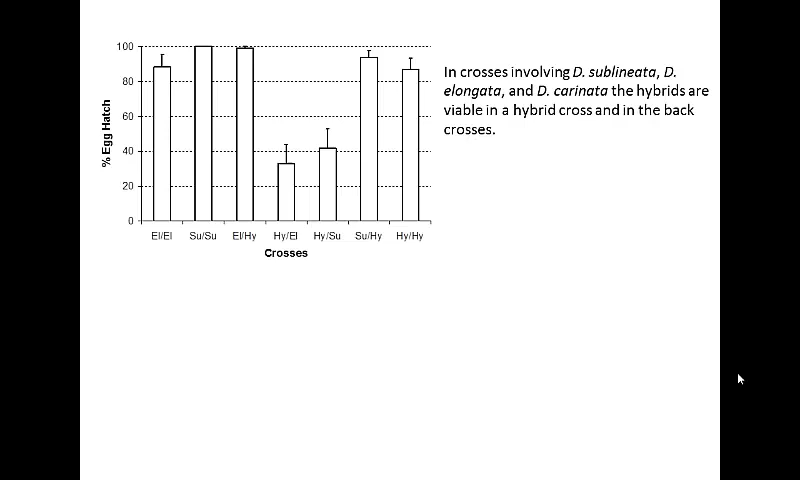 100
80
60
40
20
0
% Egg Hatch
El/El Su/Su El/Hy Hy/El Hy/Su Su/Hy Hy/Hy
Crosses
In crosses involving D. sublineata, D.
elongata, and D. carinata the hybrids are
viable in a hybrid cross and in the back
crosses.